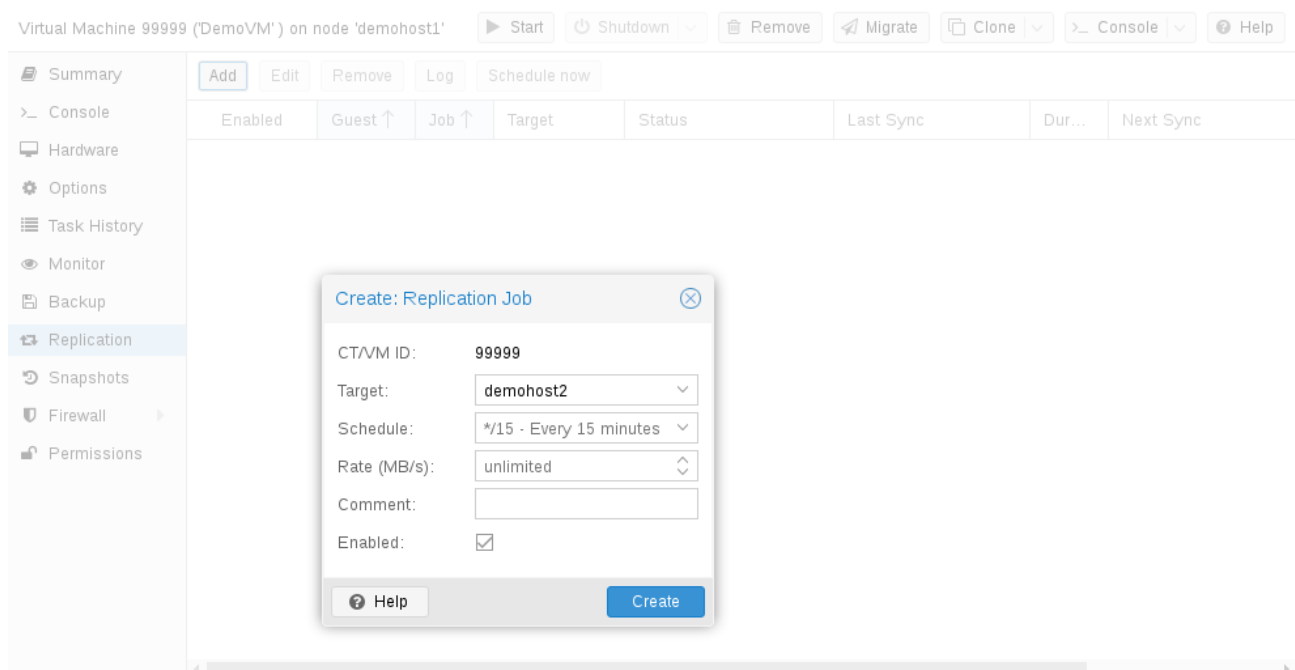 Virtual Machine 99999 ('DemoVM' ) on node 'demohost1' Start Shutdown Remove Migrate Clone Console Help
Summary
Console
Hardware
Options
Task History
Monitor
Backup
Replication
Snapshots
Firewall
Permissions
Add Edit Remove Log Schedule now
Enabled Guest Job Target Status Last Sync Dur... Next Sync
Create: Replication Job
CT/VM ID: 99999
Target: demohost2
Schedule: */15 - Every 15 minutes
Rate (MB/s): unlimited
Comment:
Enabled:
Help Create